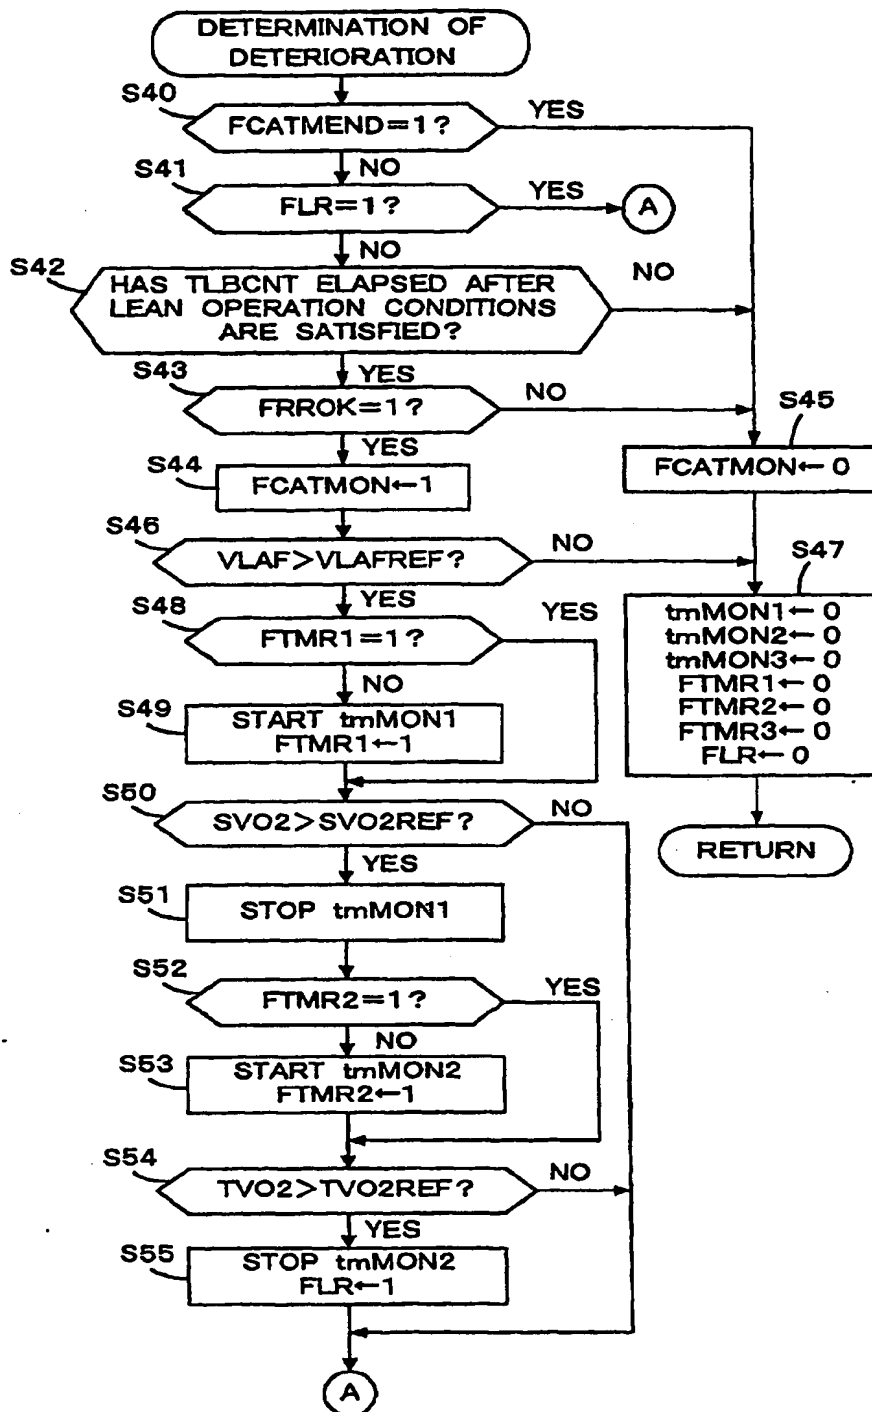 DETERMINATION OF
DETERIORATION
S40
FCATMEND=1?
YES
NO
S41
FLR=1?
YES
A
NO
S42
HAS TLBCNT ELAPSED AFTER
LEAN OPERATION CONDITIONS
ARE SATISFIED?
NO
YES
S43
FRROK=1?
NO
YES
S44
FCATMON←1
S45
FCATMON←0
S46
VLAF>VLAFREF?
NO
YES
S47
tmMON1←0
tmMON2←0
tmMON3←0
FTMR1←0
FTMR2←0
FTMR3←0
FLR←0
RETURN
S48
FTMR1=1?
YES
NO
S49
START tmMON1
FTMR1←1
S50
SVO2>SVO2REF?
NO
YES
S51
STOP tmMON1
S52
FTMR2=1?
YES
NO
S53
START tmMON2
FTMR2←1
S54
TVO2>TVO2REF?
NO
YES
S55
STOP tmMON2
FLR←1
A